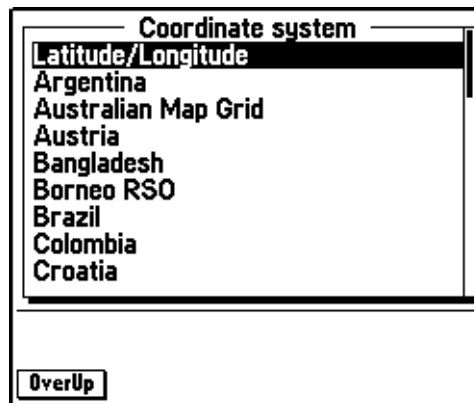 Coordinate system
Latitude/Longitude
Argentina
Australian Map Grid
Austria
Bangladesh
Borneo RSO
Brazil
Colombia
Croatia
OverUp